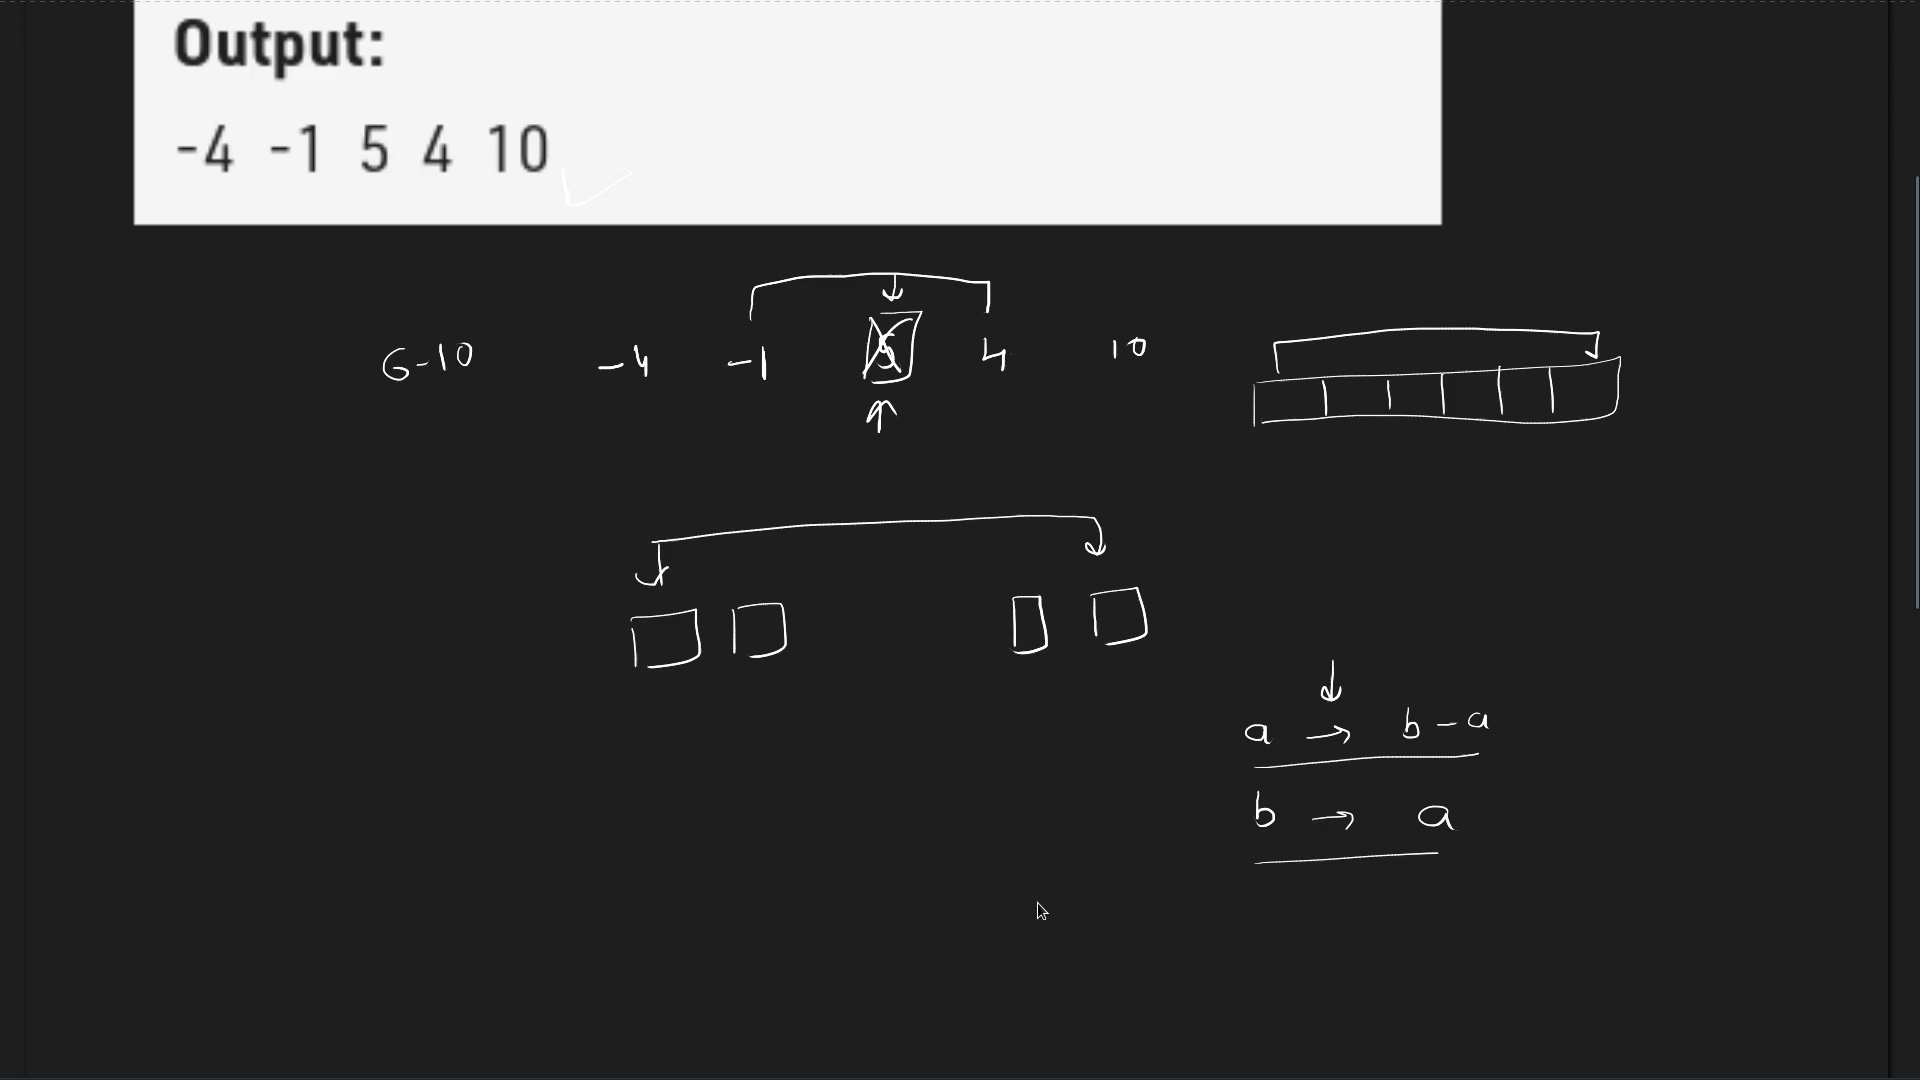 Output:
-4 -1 5 4 10
6-10 -4 -1 5 4 10
a → b-a
b → a